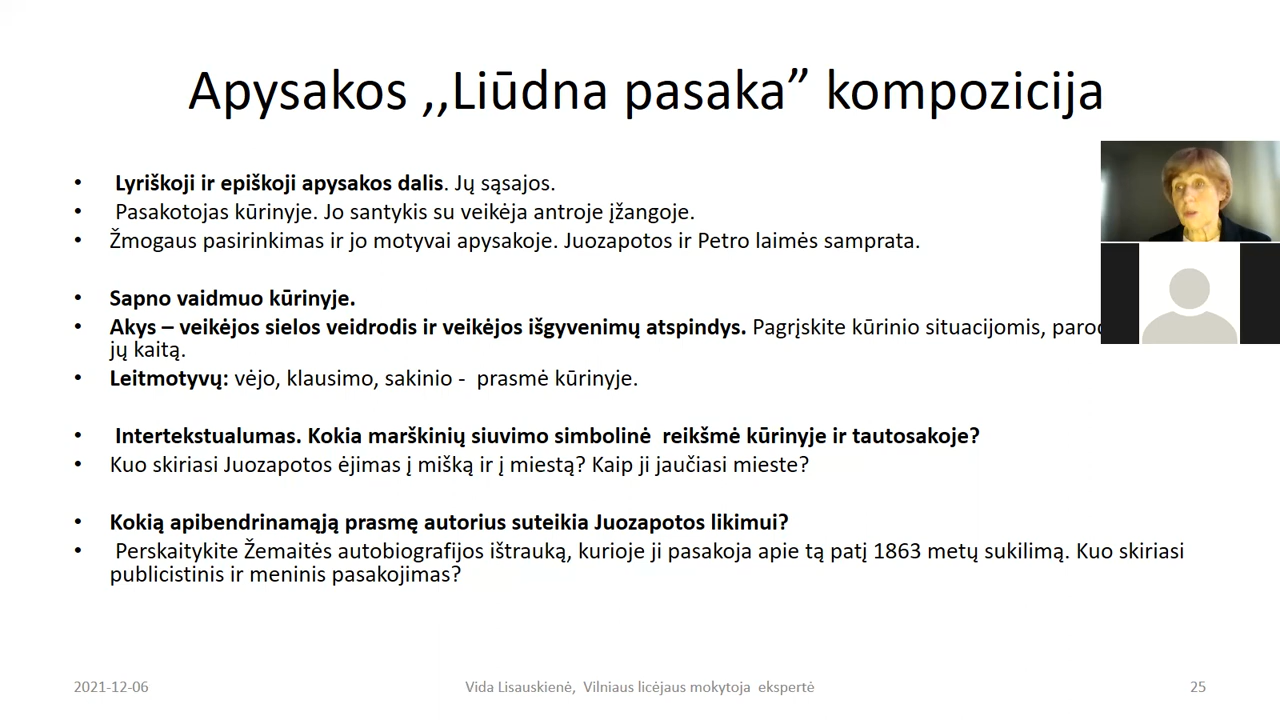 Apysakos ,,Liūdna pasaka” kompozicija
• Lyriškoji ir epiškoji apysakos dalis. Jų sąsajos.
• Pasakotojas kūrinyje. Jo santykis su veikėja antroje įžangoje.
• Žmogaus pasirinkimas ir jo motyvai apysakoje. Juozapotos ir Petro laimės samprata.
• Sapno vaidmuo kūrinyje.
• Akys – veikėjos sielos veidrodis ir veikėjos išgyvenimų atspindys. Pagrįskite kūrinio situacijomis,
jų kaitą.
• Leitmotyvų: vėjo, klausimo, sakinio - prasmė kūrinyje.
• Intertekstualumas. Kokia marškinių siuvimo simbolinė reikšmė kūrinyje ir tautosakoje?
• Kuo skiriasi Juozapotos ėjimas į mišką ir į miestą? Kaip ji jaučiasi mieste?
• Kokią apibendrinamąją prasmę autorius suteikia Juozapotos likimui?
• Perskaitykite Žemaitės autobiografijos ištrauką, kurioje ji pasakoja apie tą patį 1863 metų sukilimą. Kuo skiriasi
publicistinis ir meninis pasakojimas?
2021-12-06
Vida Lisauskienė, Vilniaus licėjaus mokytoja ekspertė
25